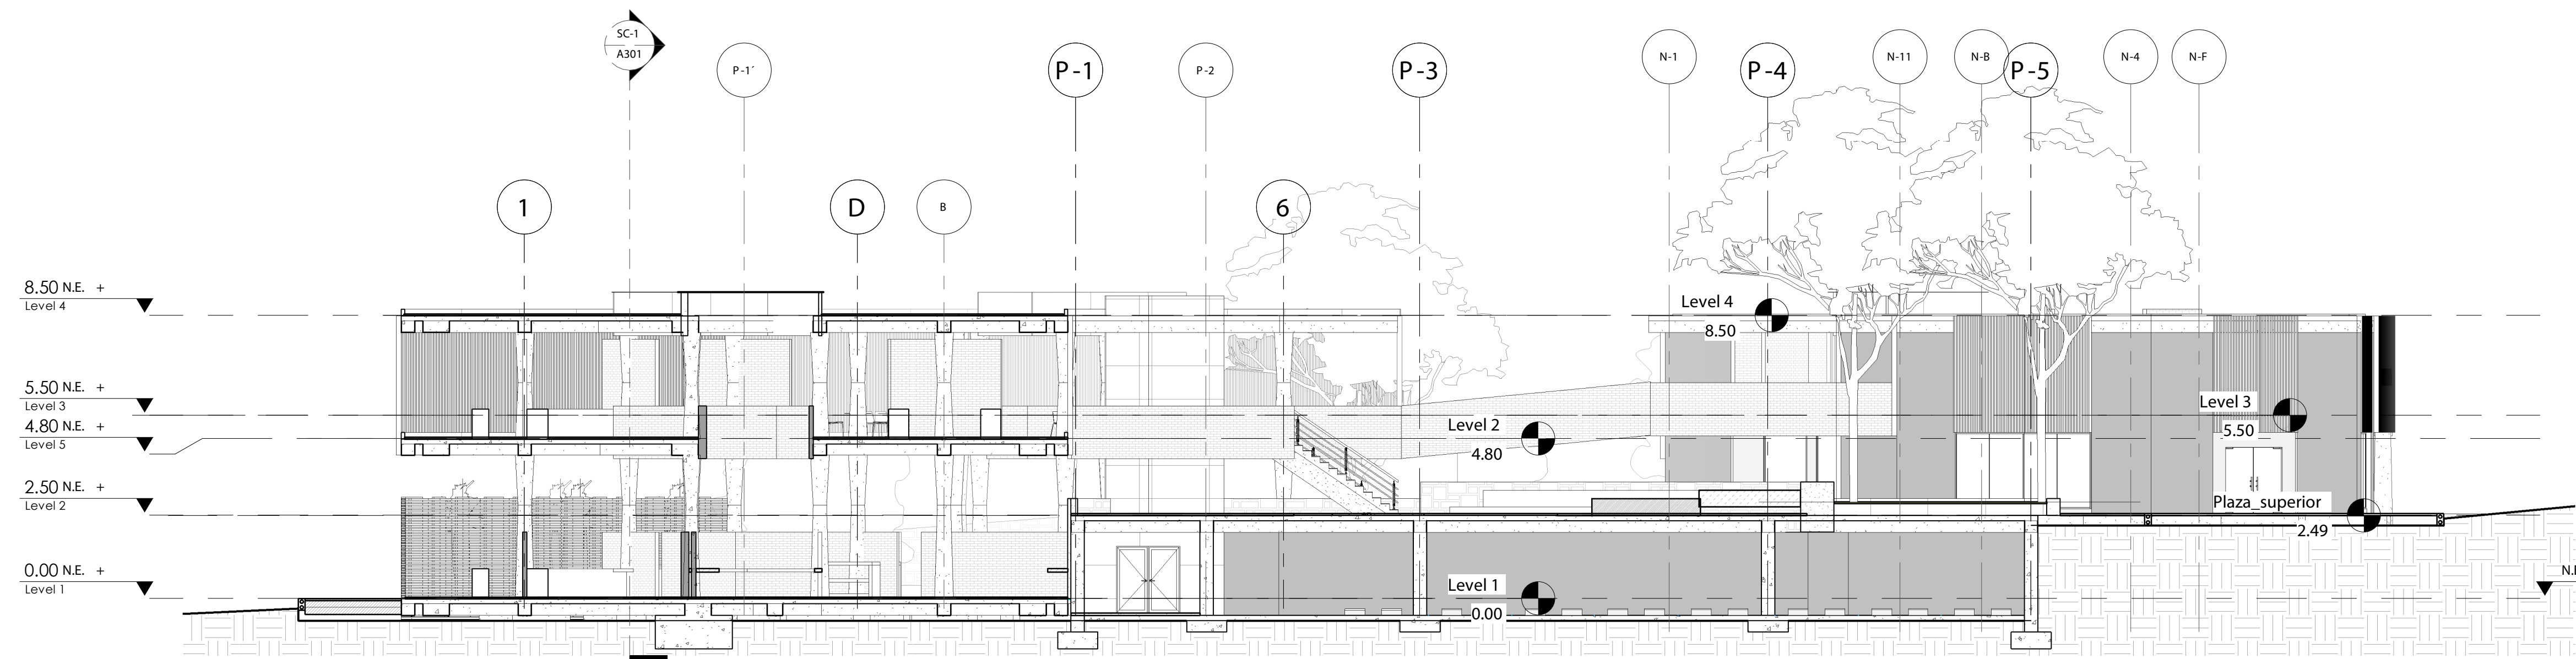 SC-1
A301
P-1´
P-1
P-2
P-3
N-1
P-4
N-11
N-B
P-5
N-4
N-F
1
D
B
6
8.50 N.E. +
Level 4
5.50 N.E. +
Level 3
4.80 N.E. +
Level 5
2.50 N.E. +
Level 2
0.00 N.E. +
Level 1
Level 4
8.50
Level 3
5.50
Level 2
4.80
Plaza_superior
2.49
Level 1
0.00